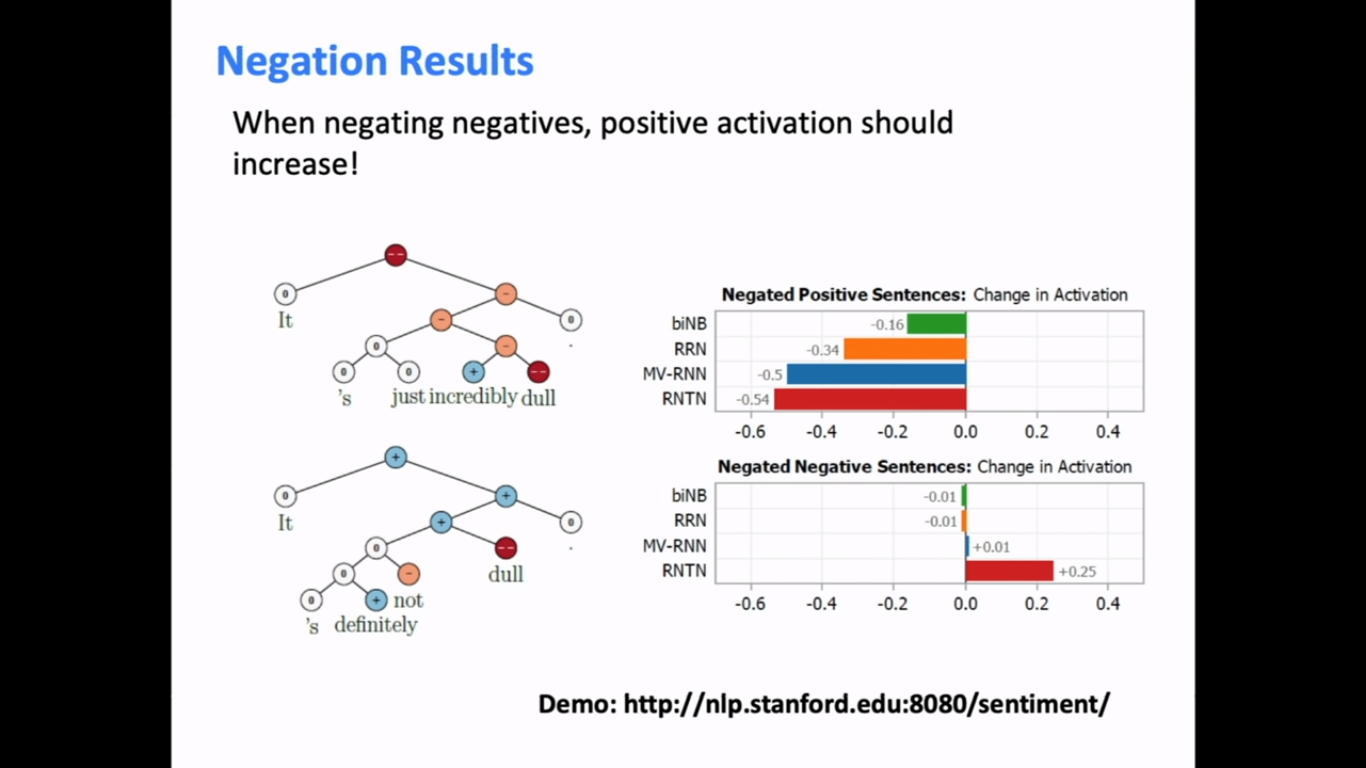 Negation Results
When negating negatives, positive activation should
increase!
--
0
It
-
-
0
.
0
-
0
0
+
--
's
just
incredibly
dull
+
0
It
+
+
0
.
0
--
dull
0
-
not
0
+
's
definitely
Negated Positive Sentences: Change in Activation
biNB
-0.16
RRN
-0.34
MV-RNN
-0.5
RNTN
-0.54
-0.6 -0.4 -0.2 0.0 0.2 0.4
Negated Negative Sentences: Change in Activation
biNB
-0.01
RRN
-0.01
MV-RNN
+0.01
RNTN
+0.25
-0.6 -0.4 -0.2 0.0 0.2 0.4
Demo: http://nlp.stanford.edu:8080/sentiment/